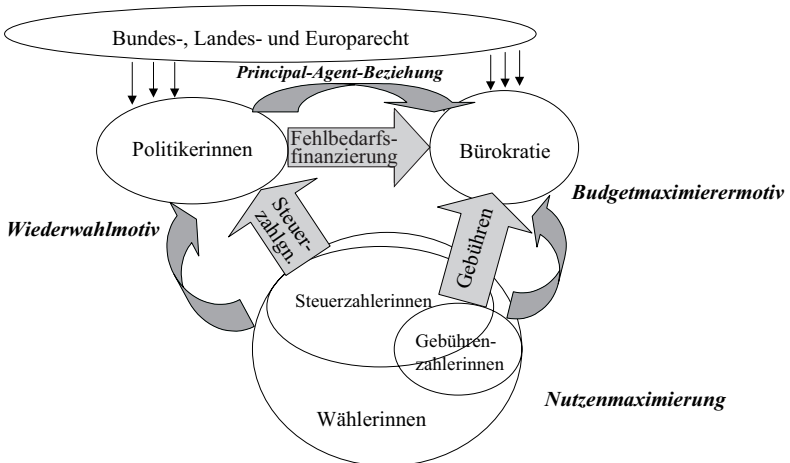 Bundes-, Landes- und Europarecht
Principal-Agent-Beziehung
Politikerinnen
Fehlbedarfs-
finanzierung
Bürokratie
Budgetmaximierermotiv
Wiederwahlmotiv
Steuer-
zahlgn.
Gebühren
Steuerzahlerinnen
Gebühren-
zahlerinnen
Nutzenmaximierung
Wählerinnen